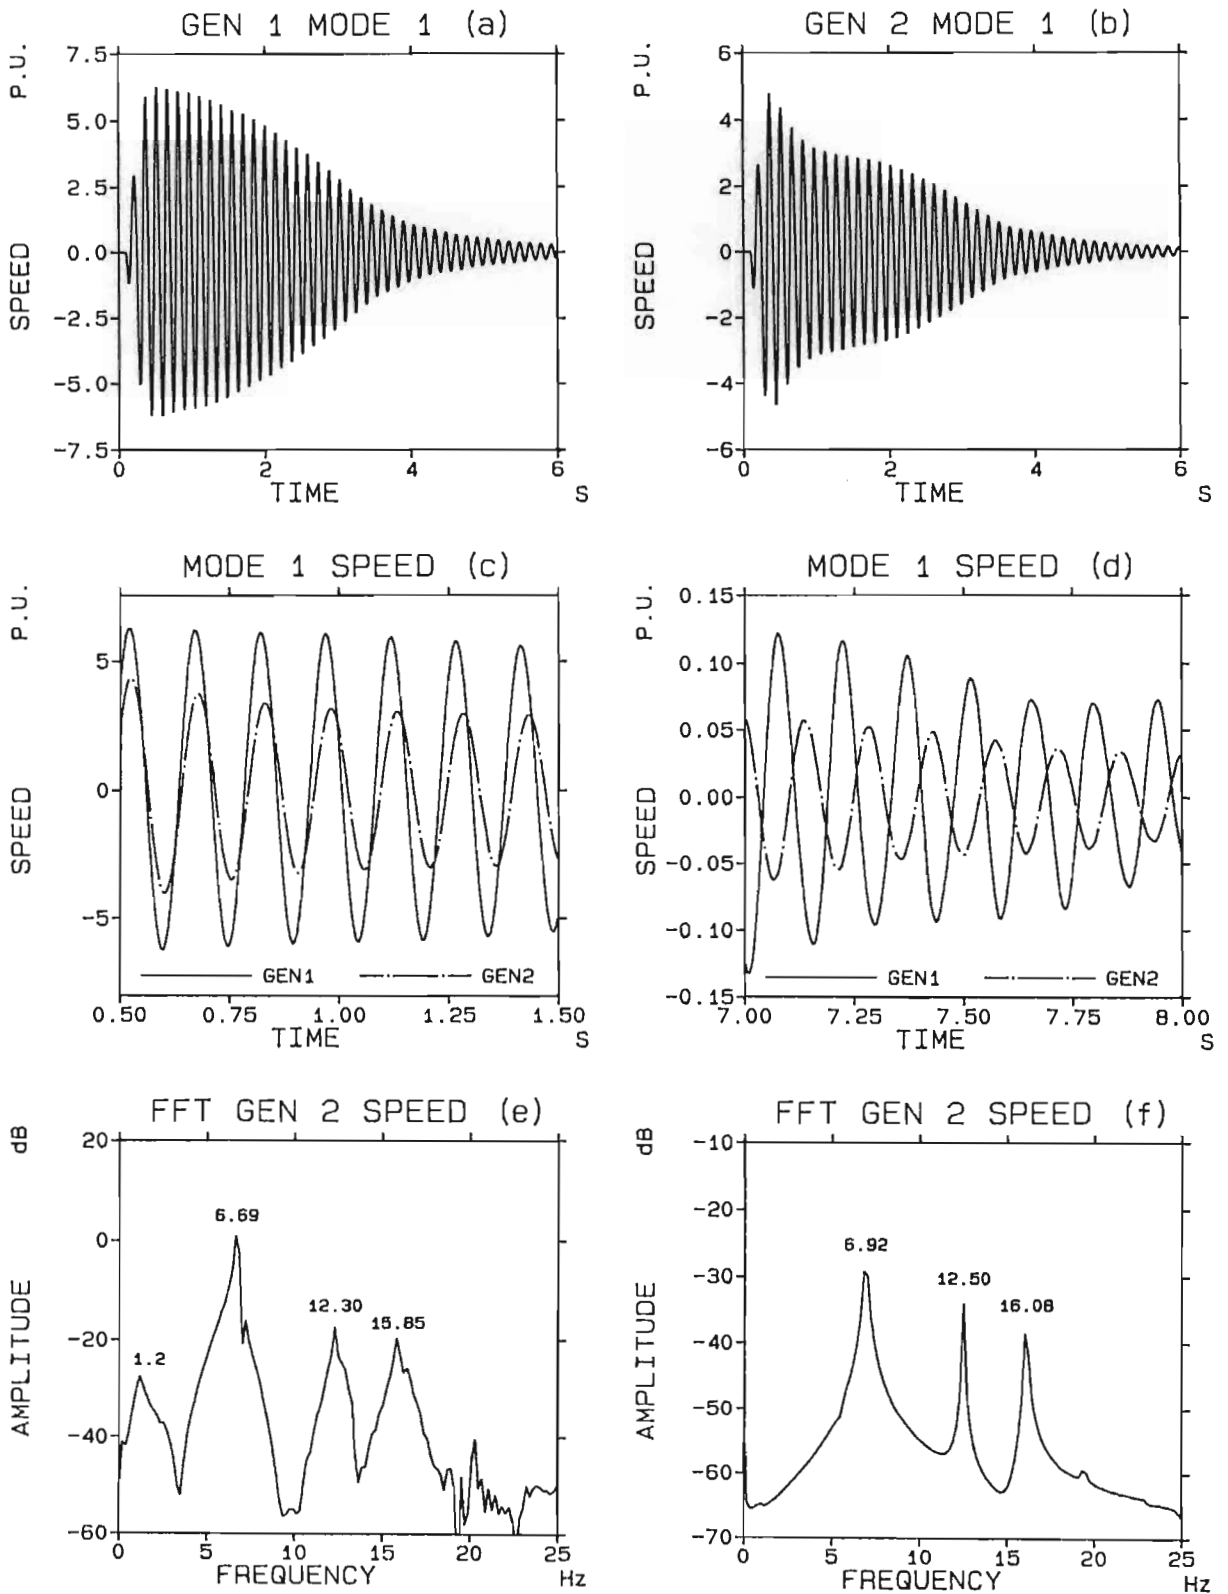 GEN 1 MODE 1 (a)
P.U.
7.5
5.0
2.5
0.0
-2.5
-5.0
-7.5
SPEED
0 2 4 6
TIME S
GEN 2 MODE 1 (b)
P.U.
6
4
2
0
-2
-4
-6
SPEED
0 2 4 6
TIME S
MODE 1 SPEED (c)
P.U.
5
0
-5
SPEED
GEN1 GEN2
0.50 0.75 1.00 1.25 1.50
TIME S
MODE 1 SPEED (d)
P.U.
0.15
0.10
0.05
0.00
-0.05
-0.10
-0.15
SPEED
GEN1 GEN2
7.00 7.25 7.50 7.75 8.00
TIME S
FFT GEN 2 SPEED (e)
dB
20
0
-20
-40
-60
AMPLITUDE
1.2
6.69
12.30
15.85
0 5 10 15 20 25
FREQUENCY Hz
FFT GEN 2 SPEED (f)
dB
-10
-20
-30
-40
-50
-60
-70
AMPLITUDE
6.92
12.50
16.08
0 5 10 15 20 25
FREQUENCY Hz